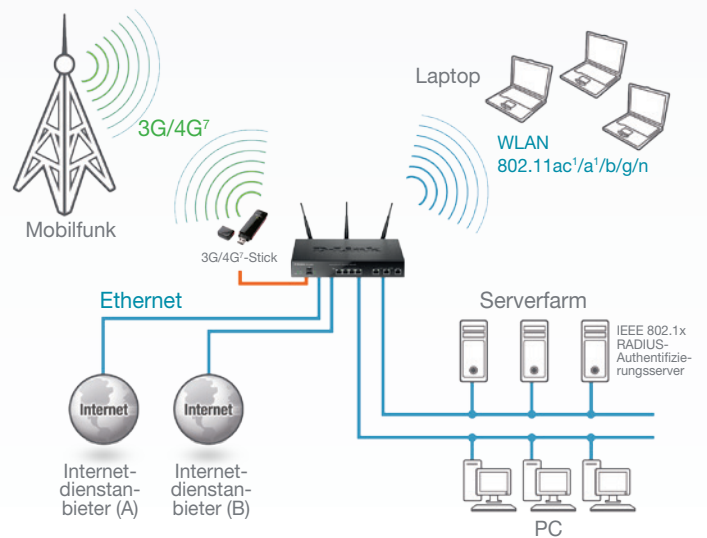 Laptop
3G/4G⁷
WLAN
802.11ac¹/a¹/b/g/n
Mobilfunk
3G/4G⁷-Stick
D-Link
Ethernet
Serverfarm
IEEE 802.1x
RADIUS-
Authentifizie-
rungsserver
Internet
Internet
Internet-
dienstan-
bieter (A)
Internet-
dienstan-
bieter (B)
PC